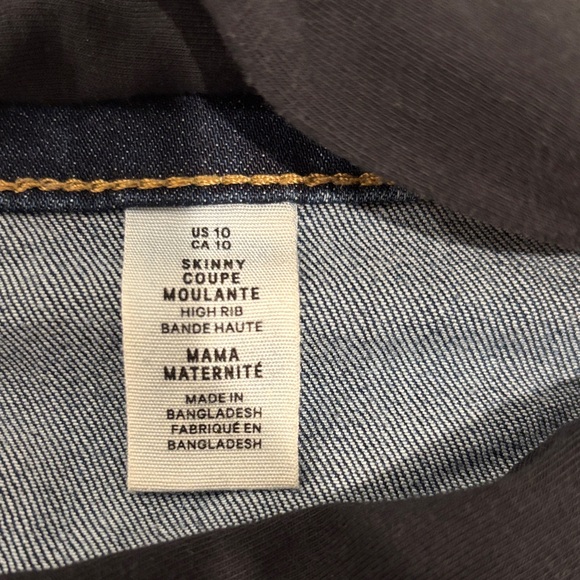 US 10
CA 10
SKINNY
COUPE
MOULANTE
HIGH RIB
BANDE HAUTE
MAMA
MATERNITÉ
MADE IN
BANGLADESH
FABRIQUÉ EN
BANGLADESH